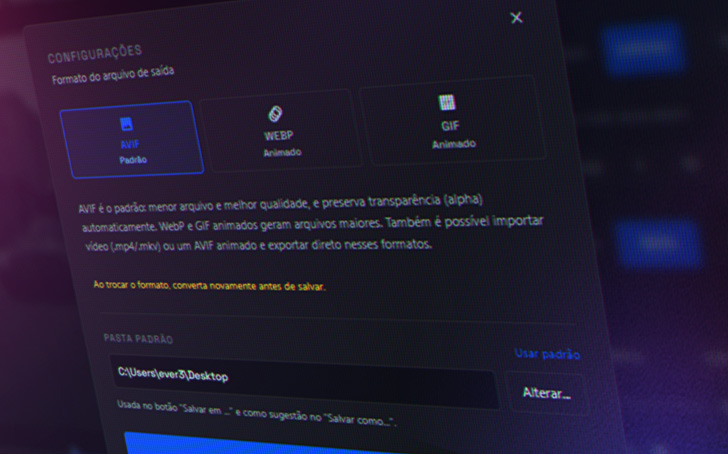 CONFIGURAÇÕES
Formato do arquivo de saída
AVIF
Padrão
WEBP
Animado
GIF
Animado
AVIF é o padrão: menor arquivo e melhor qualidade, e preserva transparência (alpha)
automaticamente. WebP e GIF animados geram arquivos maiores. Também é possível importar
vídeo (.mp4/.mkv) ou um AVIF animado e exportar direto nesses formatos.
Ao trocar o formato, converta novamente antes de salvar.
PASTA PADRÃO
Usar padrão
C:\Users\ever3\Desktop
Alterar...
Usada no botão "Salvar em ..." e como sugestão no "Salvar como...".